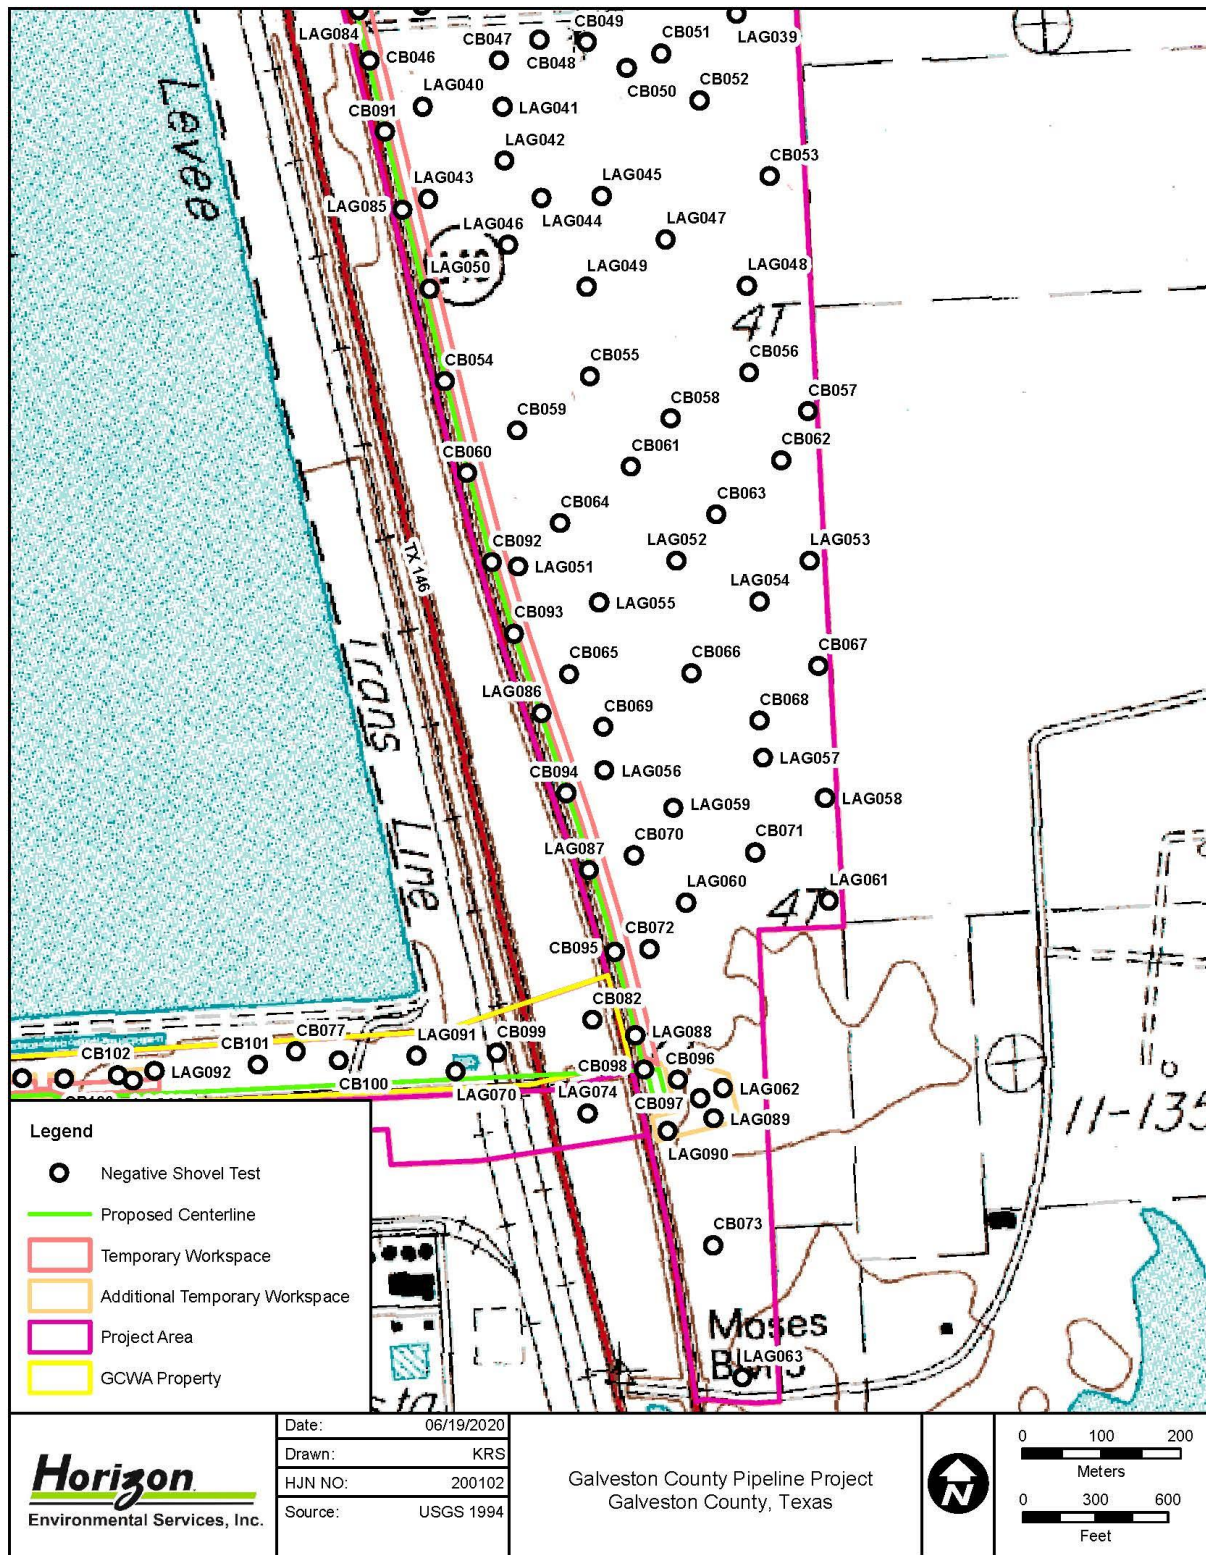 LAG084
CB046
CB047
CB048
CB049
CB051
LAG039
CB050
CB052
LAG040
LAG041
CB091
LAG042
CB053
Levee
LAG043
LAG045
LAG085
LAG044
LAG046
LAG047
LAG050
LAG049
LAG048
4T
CB054
CB055
CB056
CB057
CB059
CB058
CB060
CB061
CB062
CB064
CB063
CB092
LAG051
LAG052
LAG053
TX 146
LAG054
LAG055
CB093
CB065
CB066
CB067
Trans Line
LAG086
CB069
CB068
LAG057
CB094
LAG056
LAG058
LAG059
CB070
CB071
LAG087
LAG060
4T
LAG061
CB095
CB072
CB082
LAG088
CB102
CB101
CB077
LAG091
CB099
LAG092
CB100
LAG070
CB098
CB096
LAG074
CB097
LAG062
LAG089
LAG090
11-135
CB073
Moses
LAG063
Legend
Negative Shovel Test
Proposed Centerline
Temporary Workspace
Additional Temporary Workspace
Project Area
GCWA Property
Horizon
Environmental Services, Inc.
Date: 06/19/2020
Drawn: KRS
HJN NO: 200102
Source: USGS 1994
Galveston County Pipeline Project
Galveston County, Texas
N
0 100 200
Meters
0 300 600
Feet